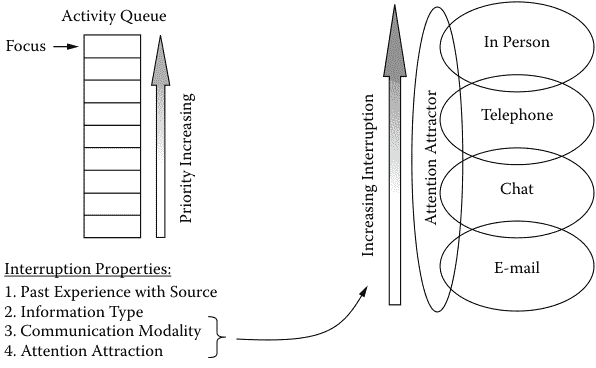 Activity Queue
Focus
Priority Increasing
Interruption Properties:
1. Past Experience with Source
2. Information Type
3. Communication Modality
4. Attention Attraction
Increasing Interruption
Attention Attractor
In Person
Telephone
Chat
E-mail